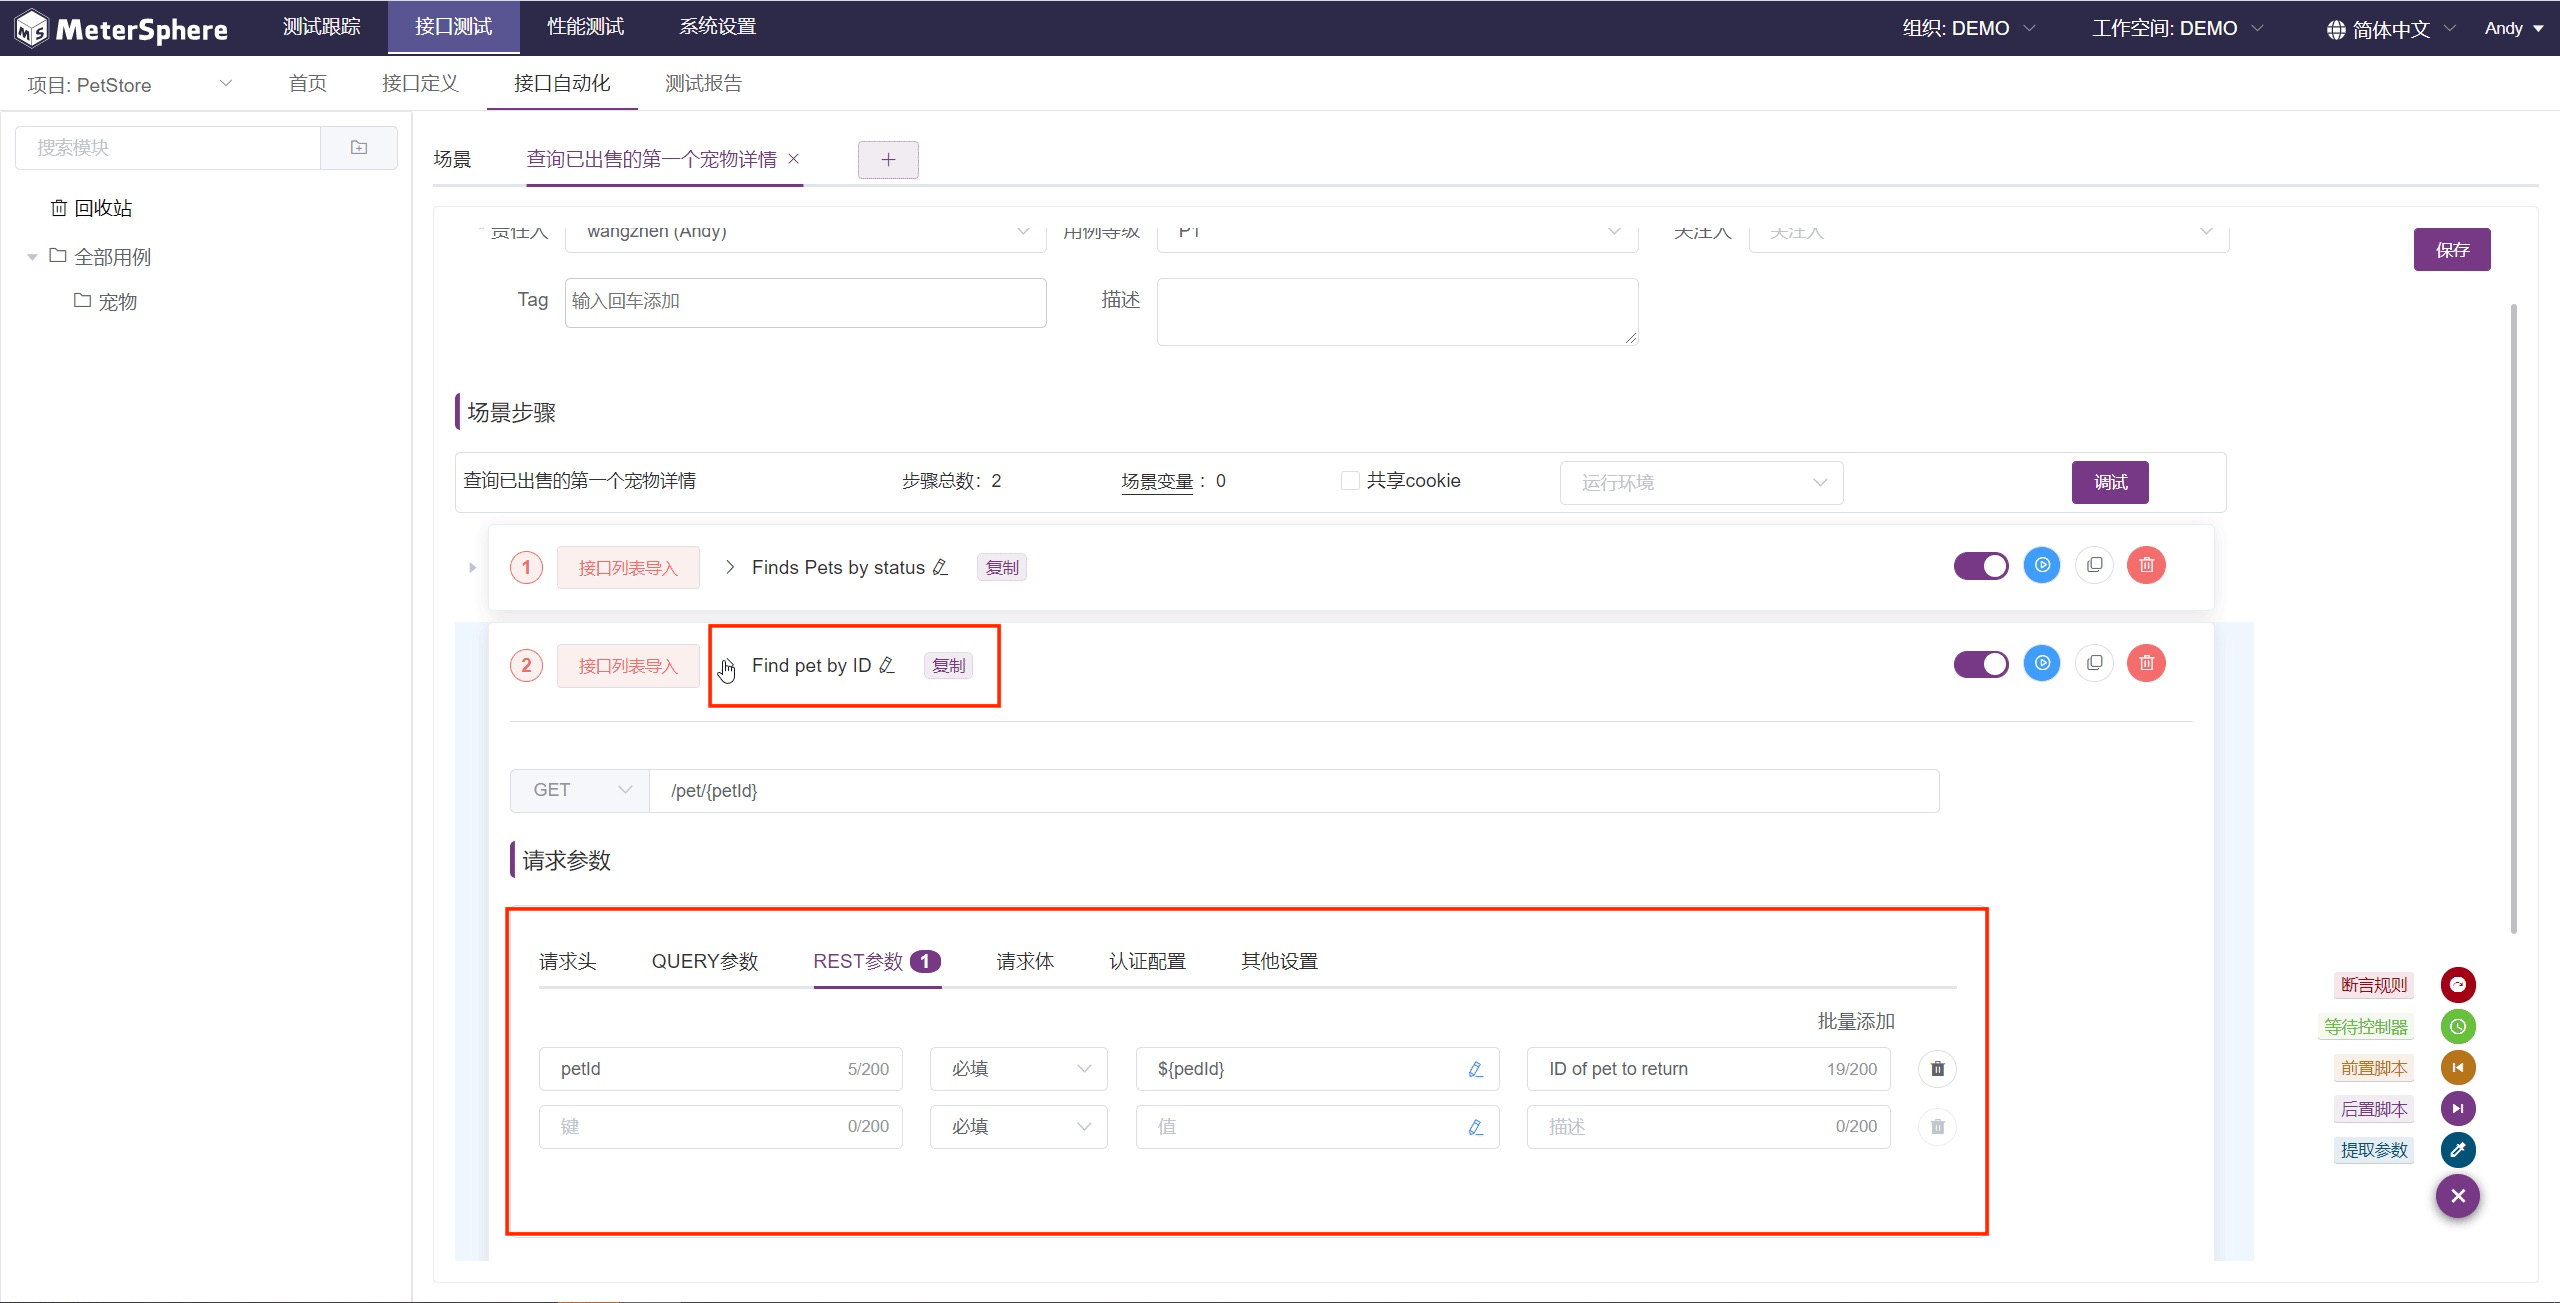 MeterSphere 测试跟踪 接口测试 性能测试 系统设置 组织: DEMO 工作空间: DEMO 简体中文 Andy
项目: PetStore 首页 接口定义 接口自动化 测试报告
搜索模块
回收站
全部用例
宠物
场景 查询已出售的第一个宠物详情
责任人 wangzhen (Andy) 用例等级 P1 关注人 关注人
保存
Tag 输入回车添加 描述
场景步骤
查询已出售的第一个宠物详情 步骤总数: 2 场景变量 : 0 共享cookie 运行环境 调试
1 接口列表导入 Finds Pets by status 复制
2 接口列表导入 Find pet by ID 复制
GET /pet/{petId}
请求参数
请求头 QUERY参数 REST参数 1 请求体 认证配置 其他设置
批量添加
petId 5/200 必填 ${pedId} ID of pet to return 19/200
键 0/200 必填 值 描述 0/200
断言规则
等待控制器
前置脚本
后置脚本
提取参数